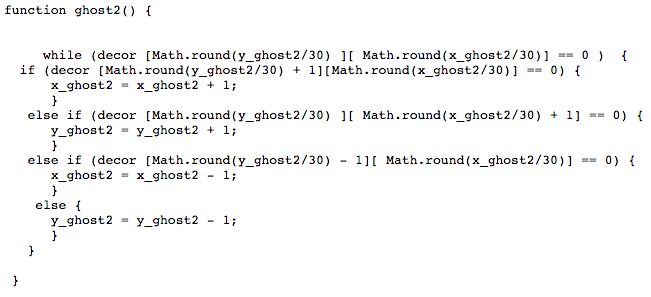 function ghost2() {
while (decor [Math.round(y_ghost2/30) ][ Math.round(x_ghost2/30)] == 0 ) {
if (decor [Math.round(y_ghost2/30) + 1][Math.round(x_ghost2/30)] == 0) {
x_ghost2 = x_ghost2 + 1;
}
else if (decor [Math.round(y_ghost2/30) ][ Math.round(x_ghost2/30) + 1] == 0) {
y_ghost2 = y_ghost2 + 1;
}
else if (decor [Math.round(y_ghost2/30) - 1][ Math.round(x_ghost2/30)] == 0) {
x_ghost2 = x_ghost2 - 1;
}
else {
y_ghost2 = y_ghost2 - 1;
}
}
}